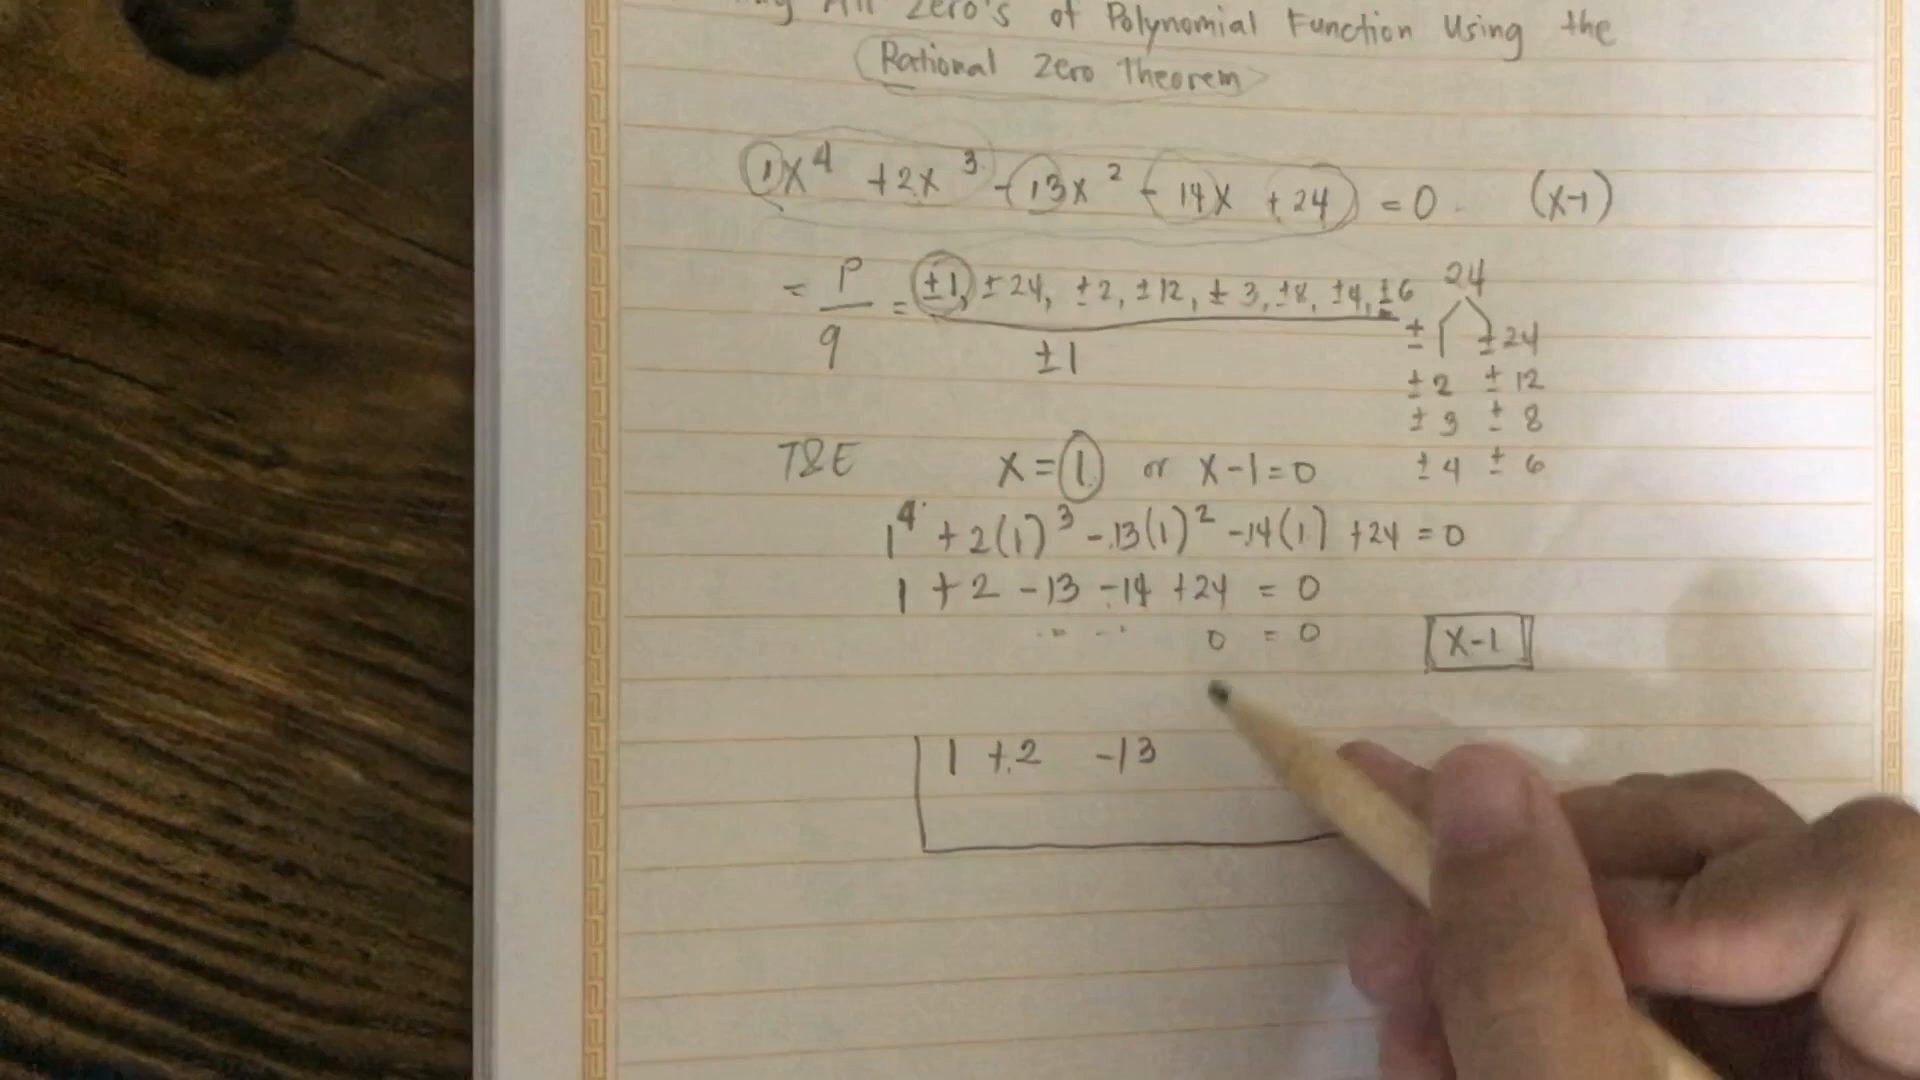 All Zero's of Polynomial Function Using the
Rational Zero Theorem
1x⁴ +2x³ -13x² - 14x +24 = 0 (x-1)
= P/q = ±1, ±24, ±2, ±12, ±3, ±8, ±4, ±6 / ±1
24
± 1 ± 24
± 2 ± 12
± 3 ± 8
± 4 ± 6
T&E x = 1 or x-1=0
1⁴ + 2(1)³ -13(1)² -14(1) +24 = 0
1 + 2 -13 -14 +24 = 0
0 = 0
x-1
1 +2 -13